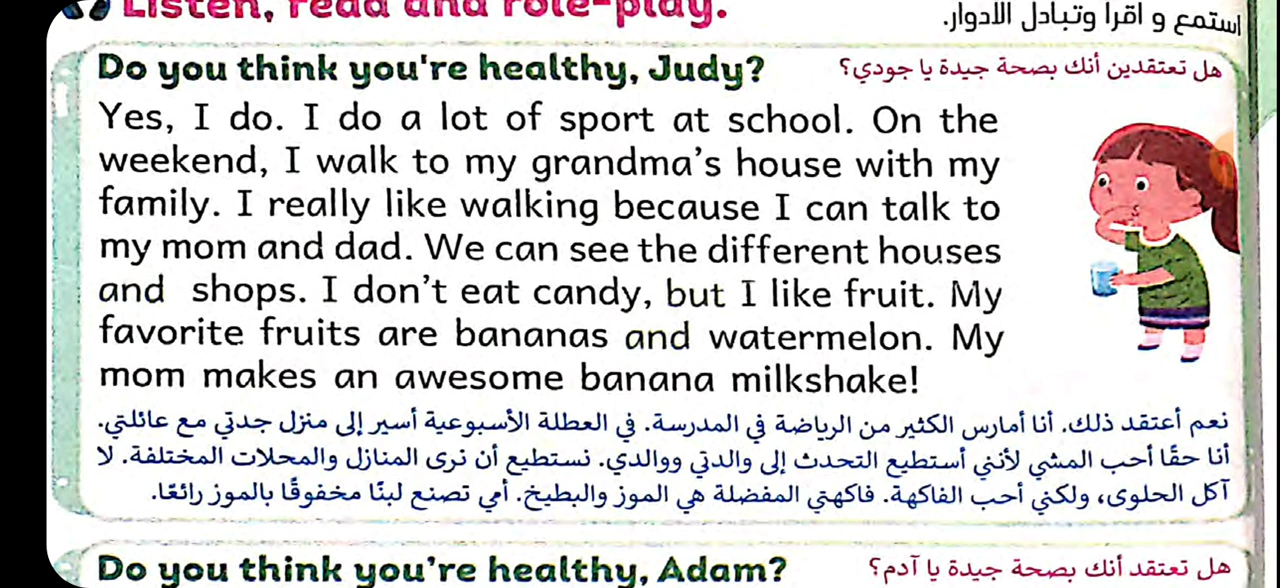 Listen, read and role-play.
استمع و اقرأ وتبادل الأدوار.
Do you think you're healthy, Judy?
هل تعتقدين أنك بصحة جيدة يا جودي؟
Yes, I do. I do a lot of sport at school. On the
weekend, I walk to my grandma's house with my
family. I really like walking because I can talk to
my mom and dad. We can see the different houses
and shops. I don't eat candy, but I like fruit. My
favorite fruits are bananas and watermelon. My
mom makes an awesome banana milkshake!
نعم أعتقد ذلك. أنا أمارس الكثير من الرياضة في المدرسة. في العطلة الأسبوعية أسير إلى منزل جدتي مع عائلتي.
أنا حقًا أحب المشي لأنني أستطيع التحدث إلى والدتي ووالدي. نستطيع أن نرى المنازل والمحلات المختلفة. لا
آكل الحلوى، ولكني أحب الفاكهة. فاكهتي المفضلة هي الموز والبطيخ. أمي تصنع لبنًا مخفوقًا بالموز رائعًا.
Do you think you're healthy, Adam?
هل تعتقد أنك بصحة جيدة يا آدم؟